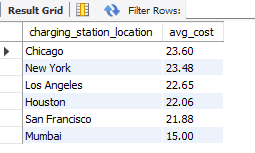 Result Grid Filter Rows:
charging_station_location avg_cost
Chicago 23.60
New York 23.48
Los Angeles 22.65
Houston 22.06
San Francisco 21.88
Mumbai 15.00